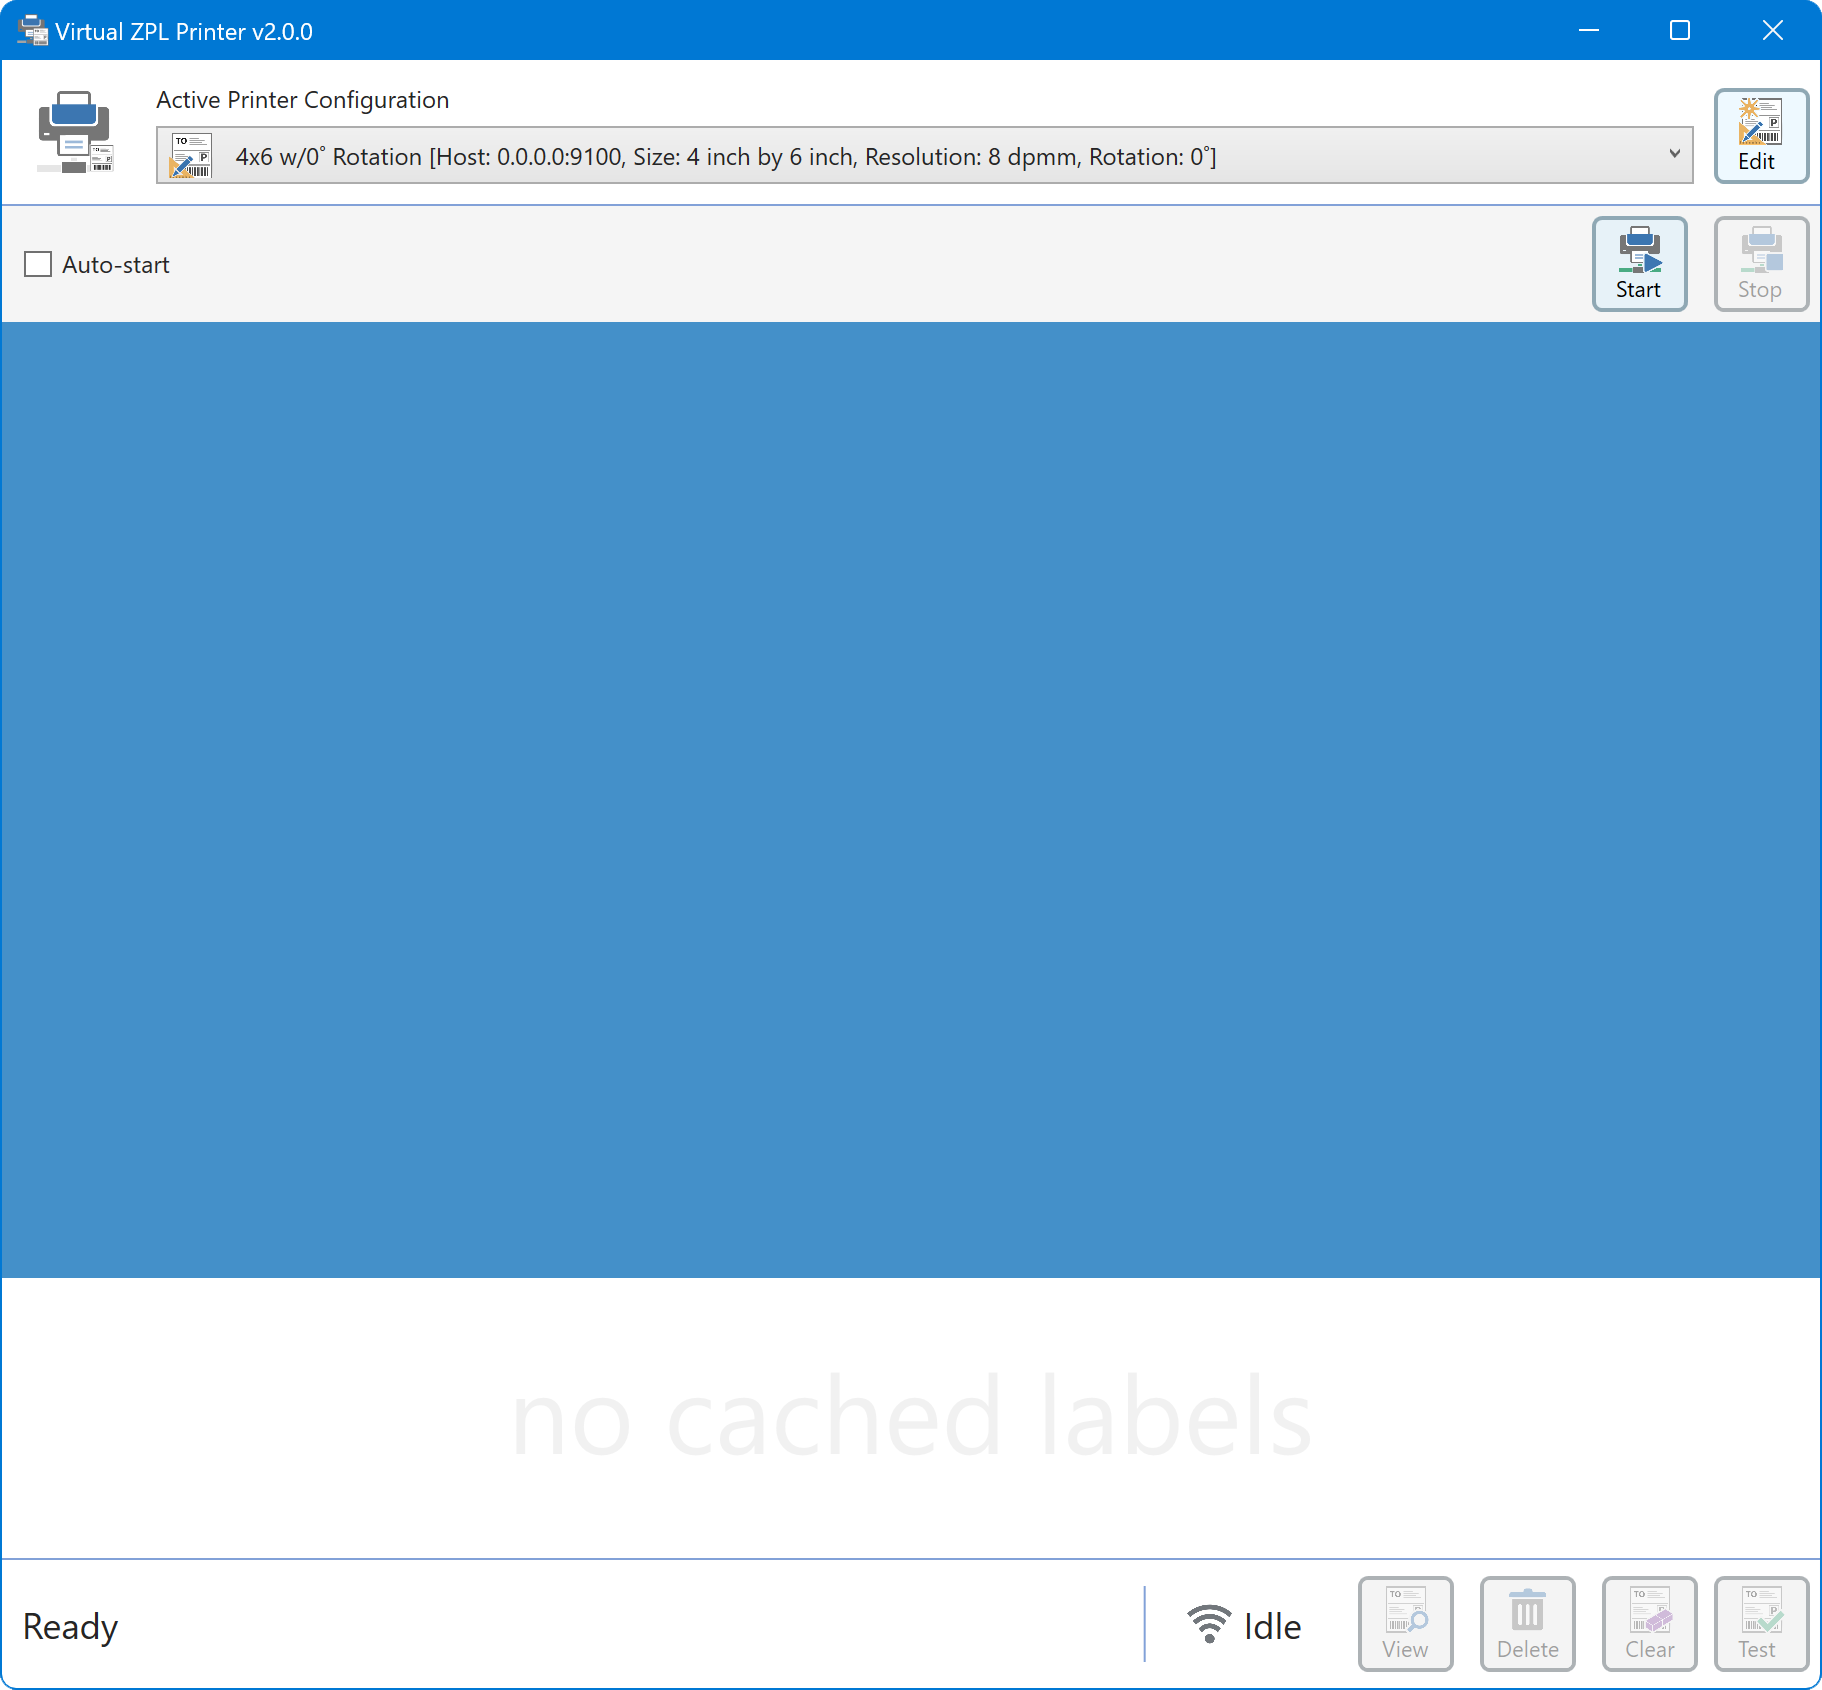 Virtual ZPL Printer v2.0.0
Active Printer Configuration
4x6 w/0° Rotation [Host: 0.0.0.0:9100, Size: 4 inch by 6 inch, Resolution: 8 dpmm, Rotation: 0°]
Edit
Auto-start
Start
Stop
no cached labels
Ready
Idle
View
Delete
Clear
Test